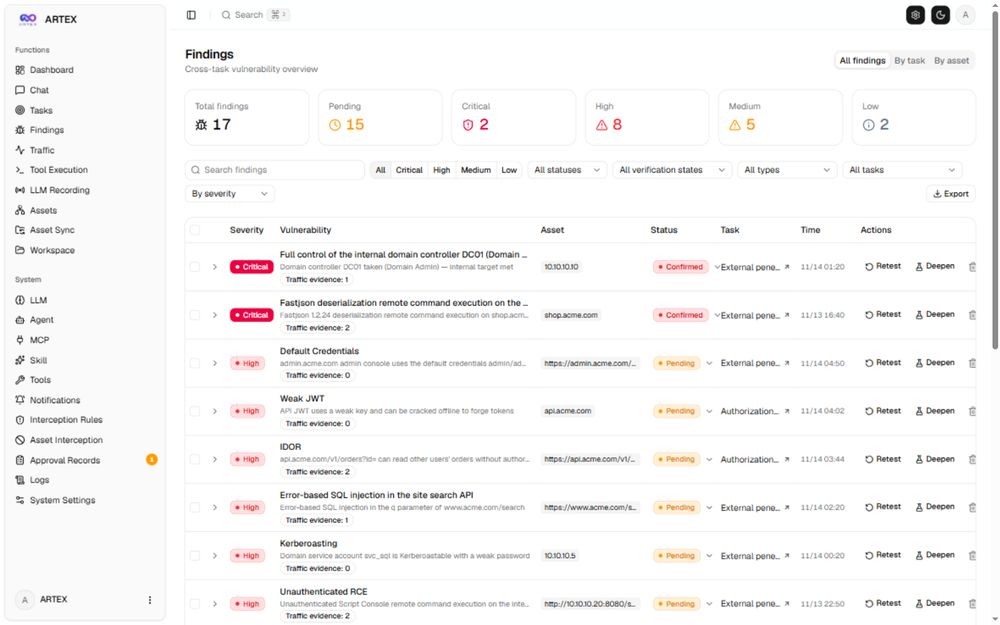 ARTEX
Search ⌘
A
Functions
Dashboard
Chat
Tasks
Findings
Traffic
Tool Execution
LLM Recording
Assets
Asset Sync
Workspace
System
LLM
Agent
MCP
Skill
Tools
Notifications
Interception Rules
Asset Interception
Approval Records
Logs
System Settings
A ARTEX
Findings
Cross-task vulnerability overview
All findings By task By asset
Total findings
17
Pending
15
Critical
2
High
8
Medium
5
Low
2
Search findings All Critical High Medium Low All statuses All verification states All types All tasks
By severity Export
Severity Vulnerability Asset Status Task Time Actions
Full control of the internal domain controller DC01 (Domain ...
Critical Domain controller DC01 taken (Domain Admin) — internal target met 10.10.10.10 Confirmed External pene... 11/14 01:20 Retest Deepen
Traffic evidence: 1
Fastjson deserialization remote command execution on the ...
Critical Fastjson 1.2.24 deserialization remote command execution on shop.acm... shop.acme.com Confirmed External pene... 11/13 16:40 Retest Deepen
Traffic evidence: 2
Default Credentials
High admin.acme.com admin console uses the default credentials admin/ad... https://admin.acme.com/... Pending External pene... 11/14 04:50 Retest Deepen
Traffic evidence: 0
Weak JWT
High API JWT uses a weak key and can be cracked offline to forge tokens api.acme.com Pending Authorization... 11/14 04:02 Retest Deepen
Traffic evidence: 0
IDOR
High api.acme.com/v1/orders?id= can read other users' orders without author... https://api.acme.com/v1/... Pending Authorization... 11/14 03:44 Retest Deepen
Traffic evidence: 2
Error-based SQL injection in the site search API
High Error-based SQL injection in the q parameter of www.acme.com/search https://www.acme.com/s... Pending External pene... 11/14 02:20 Retest Deepen
Traffic evidence: 1
Kerberoasting
High Domain service account svc_sql is Kerberoastable with a weak password 10.10.10.5 Pending External pene... 11/14 00:20 Retest Deepen
Traffic evidence: 0
Unauthenticated RCE
High Unauthenticated Script Console remote command execution on the inte... http://10.10.10.20:8080/s... Pending External pene... 11/13 22:50 Retest Deepen
Traffic evidence: 2